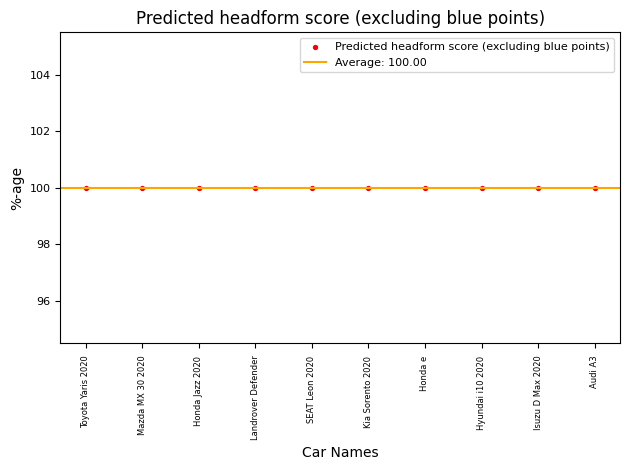 Predicted headform score (excluding blue points)
Predicted headform score (excluding blue points)
Average: 100.00
%-age
104
102
100
98
96
Toyota Yaris 2020
Mazda MX 30 2020
Honda Jazz 2020
Landrover Defender
SEAT Leon 2020
Kia Sorento 2020
Honda e
Hyundai i10 2020
Isuzu D Max 2020
Audi A3
Car Names